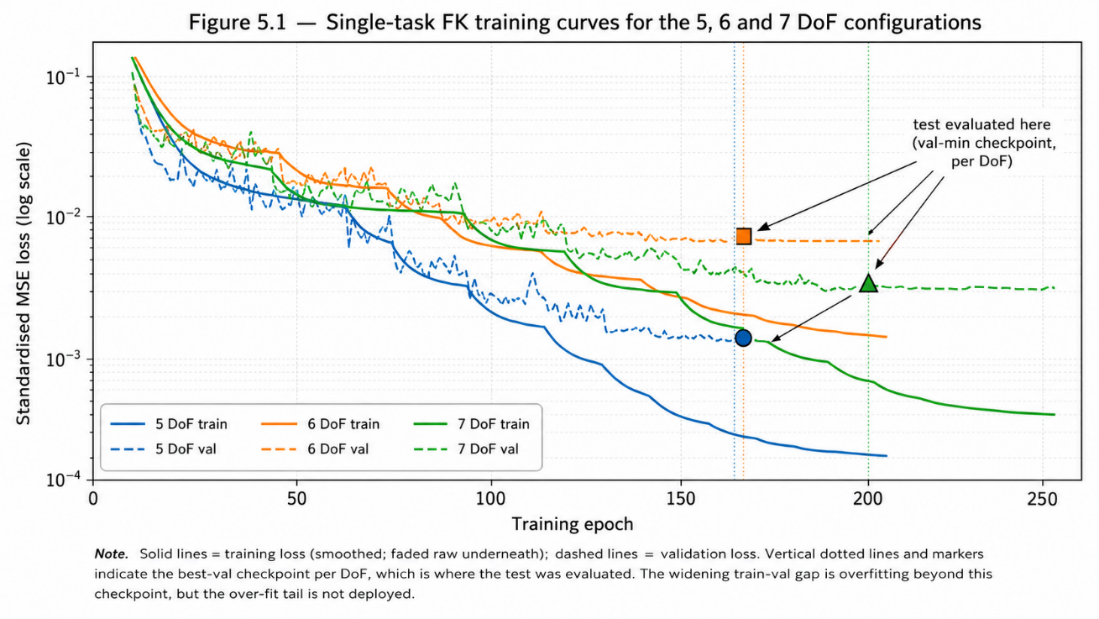 Figure 5.1 — Single-task FK training curves for the 5, 6 and 7 DoF configurations
Standardised MSE loss (log scale)
10⁻¹
10⁻²
10⁻³
10⁻⁴
test evaluated here
(val-min checkpoint,
per DoF)
5 DoF train
6 DoF train
7 DoF train
5 DoF val
6 DoF val
7 DoF val
0
50
100
150
200
250
Training epoch
Note. Solid lines = training loss (smoothed; faded raw underneath); dashed lines = validation loss. Vertical dotted lines and markers
indicate the best-val checkpoint per DoF, which is where the test was evaluated. The widening train-val gap is overfitting beyond this
checkpoint, but the over-fit tail is not deployed.